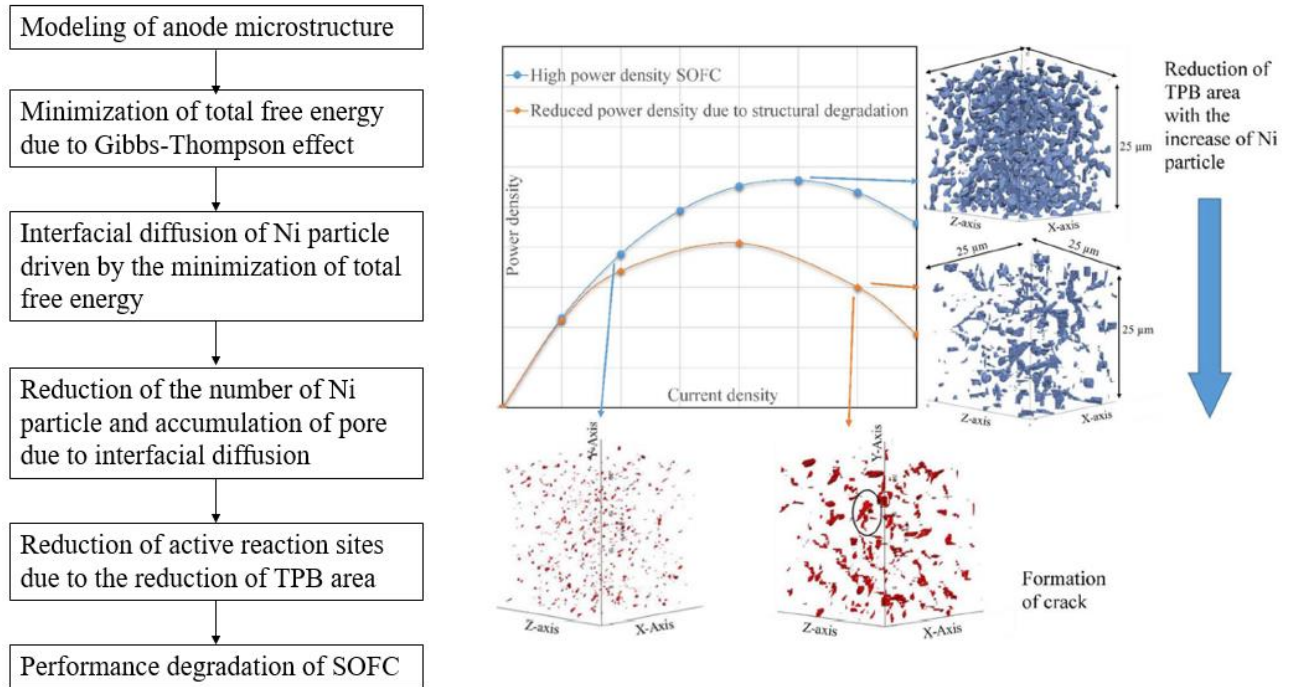 Modeling of anode microstructure
Minimization of total free energy
due to Gibbs-Thompson effect
Interfacial diffusion of Ni particle
driven by the minimization of total
free energy
Reduction of the number of Ni
particle and accumulation of pore
due to interfacial diffusion
Reduction of active reaction sites
due to the reduction of TPB area
Performance degradation of SOFC
High power density SOFC
Reduced power density due to structural degradation
Power density
Current density
25 μm
Z-axis
X-axis
25 μm
25 μm
25 μm
Z-axis
X-axis
Reduction of
TPB area
with the
increase of Ni
particle
Y-Axis
Z-axis
X-Axis
Y-Axis
Z-axis
X-Axis
Formation
of crack